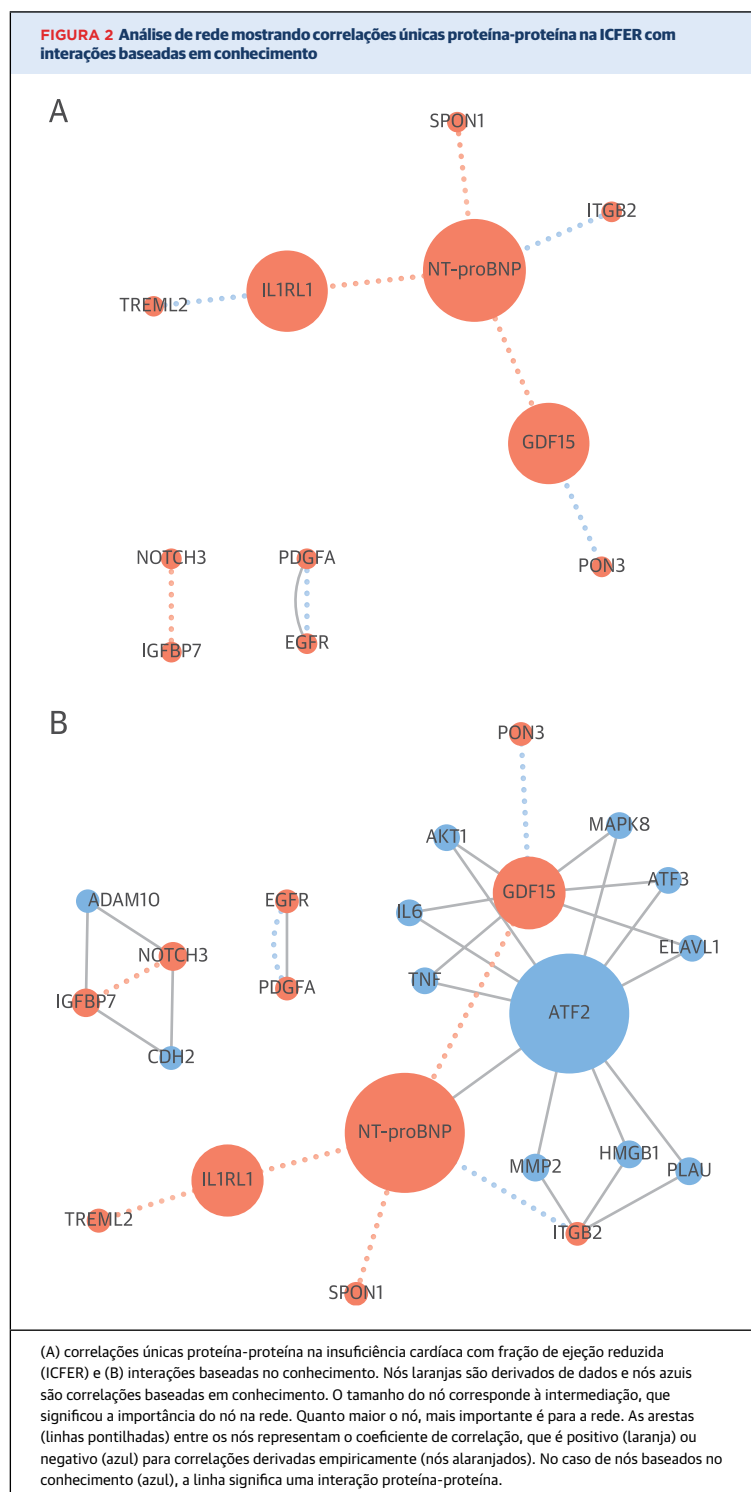 FIGURA 2 Análise de rede mostrando correlações únicas proteína-proteína na ICFER com
interações baseadas em conhecimento
A
SPON1
ITGB2
NT-proBNP
IL1RL1
TREML2
GDF15
NOTCH3
PDGFA
PON3
IGFBP7
EGFR
B
PON3
AKT1
MAPK8
ATF3
ADAM10
EGFR
GDF15
IL6
ELAVL1
NOTCH3
TNF
IGFBP7
PDGFA
ATF2
CDH2
NT-proBNP
HMGB1
MMP2
PLAU
IL1RL1
TREML2
ITGB2
SPON1
(A) correlações únicas proteína-proteína na insuficiência cardíaca com fração de ejeção reduzida
(ICFER) e (B) interações baseadas no conhecimento. Nós laranjas são derivados de dados e nós azuis
são correlações baseadas em conhecimento. O tamanho do nó corresponde à intermediação, que
significou a importância do nó na rede. Quanto maior o nó, mais importante é para a rede. As arestas
(linhas pontilhadas) entre os nós representam o coeficiente de correlação, que é positivo (laranja) ou
negativo (azul) para correlações derivadas empiricamente (nós alaranjados). No caso de nós baseados no
conhecimento (azul), a linha significa uma interação proteína-proteína.